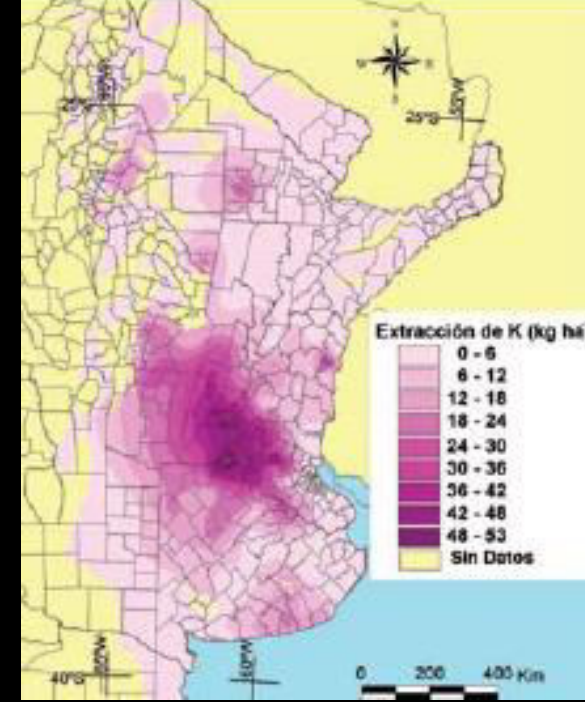 25°S
Extracción de K (kg ha
0 - 6
6 - 12
12 - 18
18 - 24
24 - 30
30 - 36
36 - 42
42 - 48
48 - 53
Sin Datos
40°S
60°W
0 200 400 Km